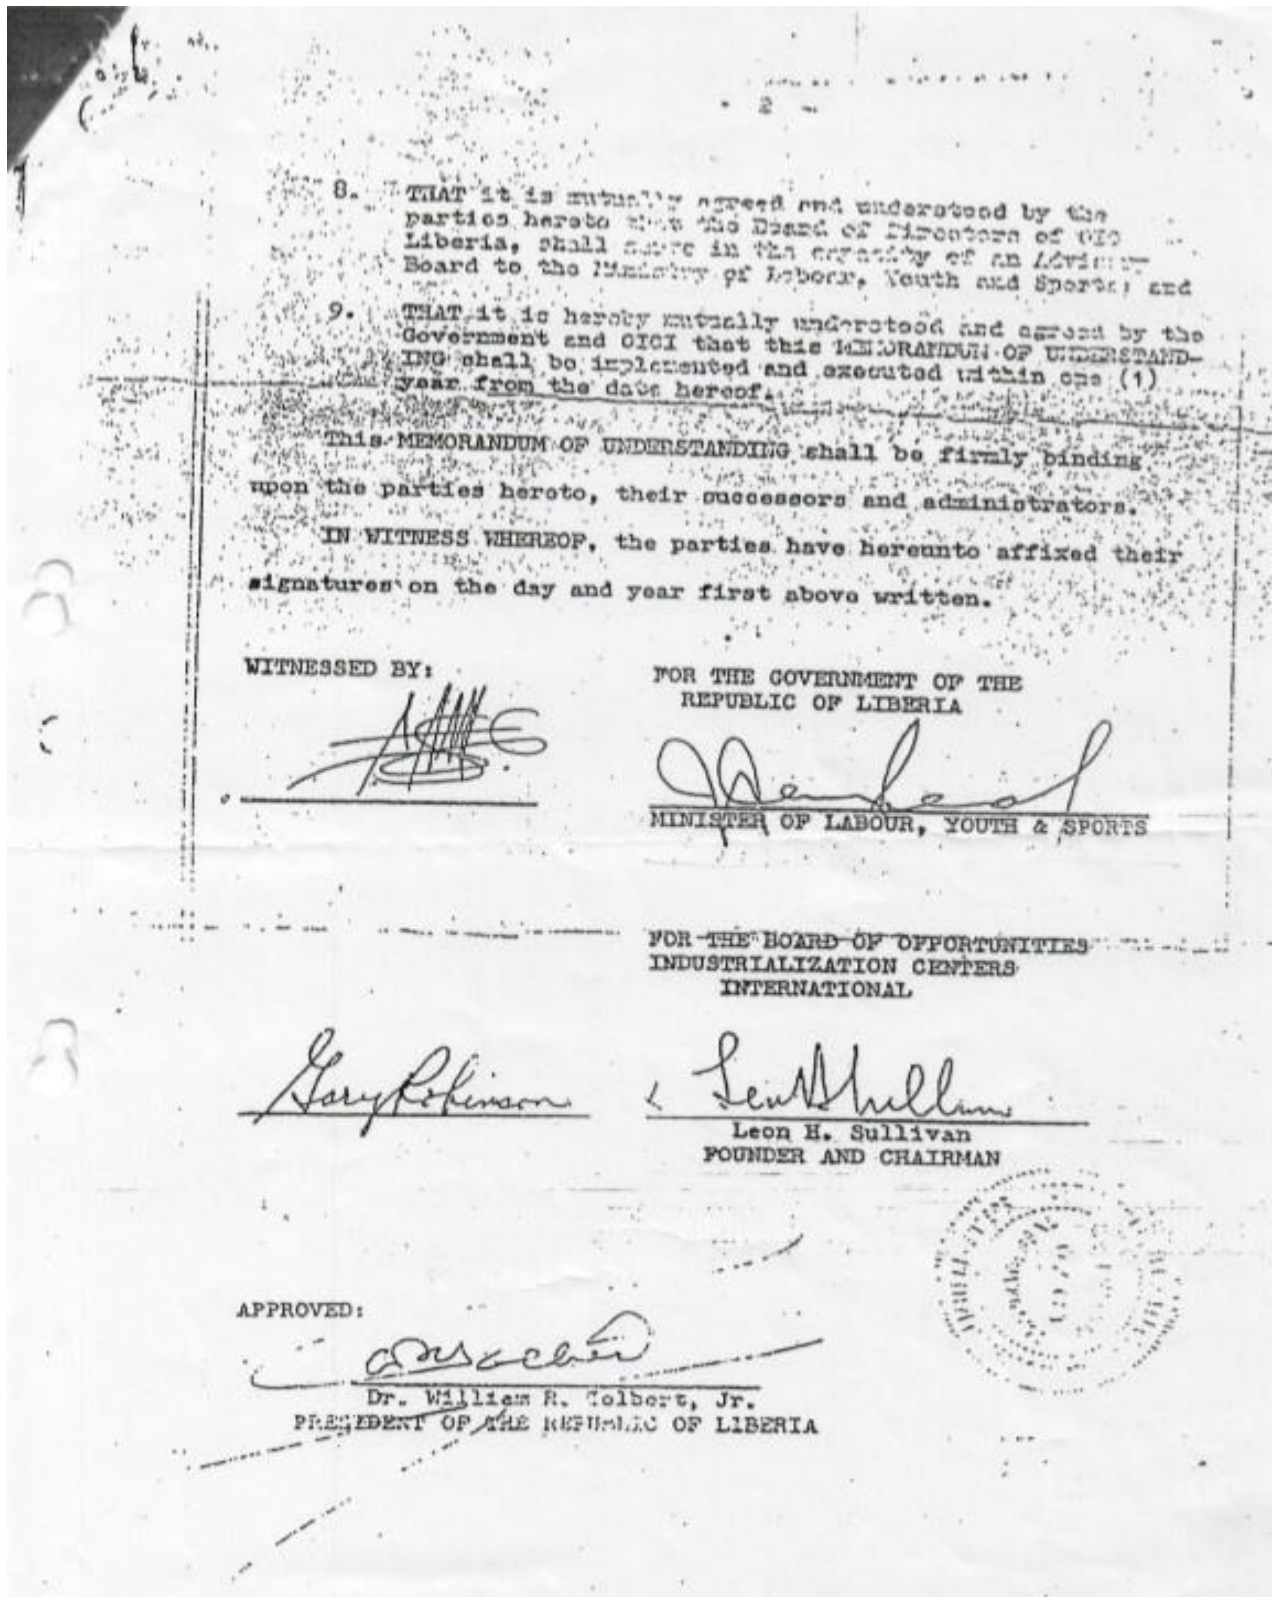 8. THAT it is mutually agreed and understood by the
parties hereto that the Board of Directors of OIC
Liberia, shall serve in the capacity of an Advisory
Board to the Ministry of Labour, Youth and Sports; and
9. THAT it is hereby mutually understood and agreed by the
Government and OICI that this MEMORANDUM OF UNDERSTAND-
ING shall be implemented and executed within one (1)
year from the date hereof.
This MEMORANDUM OF UNDERSTANDING shall be firmly binding
upon the parties hereto, their successors and administrators.
IN WITNESS WHEREOF, the parties have hereunto affixed their
signatures on the day and year first above written.
WITNESSED BY:
FOR THE GOVERNMENT OF THE
REPUBLIC OF LIBERIA
MINISTER OF LABOUR, YOUTH & SPORTS
FOR THE BOARD OF OPPORTUNITIES
INDUSTRIALIZATION CENTERS
INTERNATIONAL
Gary Robinson
Leon H. Sullivan
FOUNDER AND CHAIRMAN
APPROVED:
Dr. William R. Tolbert, Jr.
PRESEDENT OF THE REPUBLIC OF LIBERIA